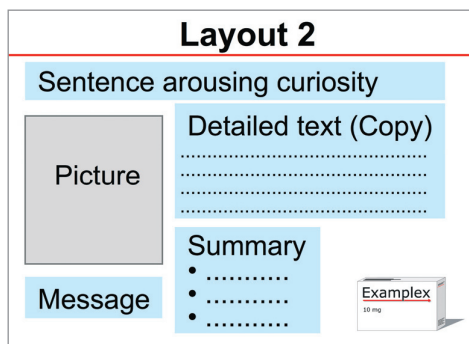 Layout 2
Sentence arousing curiosity
Picture
Detailed text (Copy)
............................................
............................................
............................................
............................................
Message
Summary
• ...........
• ...........
• ...........
Examplex
10 mg